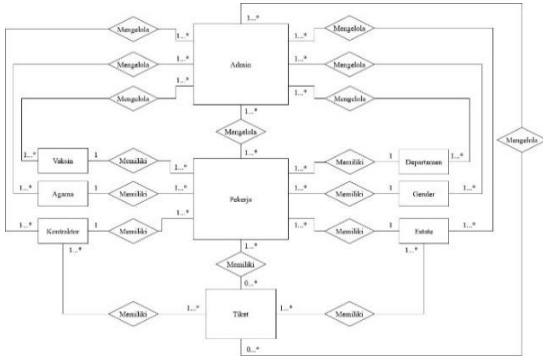 1...*
Mengelola
1...*
1...*
Mengelola
Mengelola
1...*
Admin
1...*
Mengelola
Mengelola
1...*
1...*
Mengelola
1...*
Mengelola
Mengelola
1...*
1...*
Vaksin
1
Memiliki
1...*
1...*
Memiliki
1
Departemen
1...*
Agama
1
Memiliki
1...*
Pekerja
1...*
Memiliki
1
Gender
1...*
1...*
1...*
Kontraktor
1
Memiliki
1...*
1...*
Memiliki
1
Estate
1...*
1...*
1...*
1...*
Memiliki
0...*
Memiliki
1...*
Tiket
1...*
Memiliki
0...*